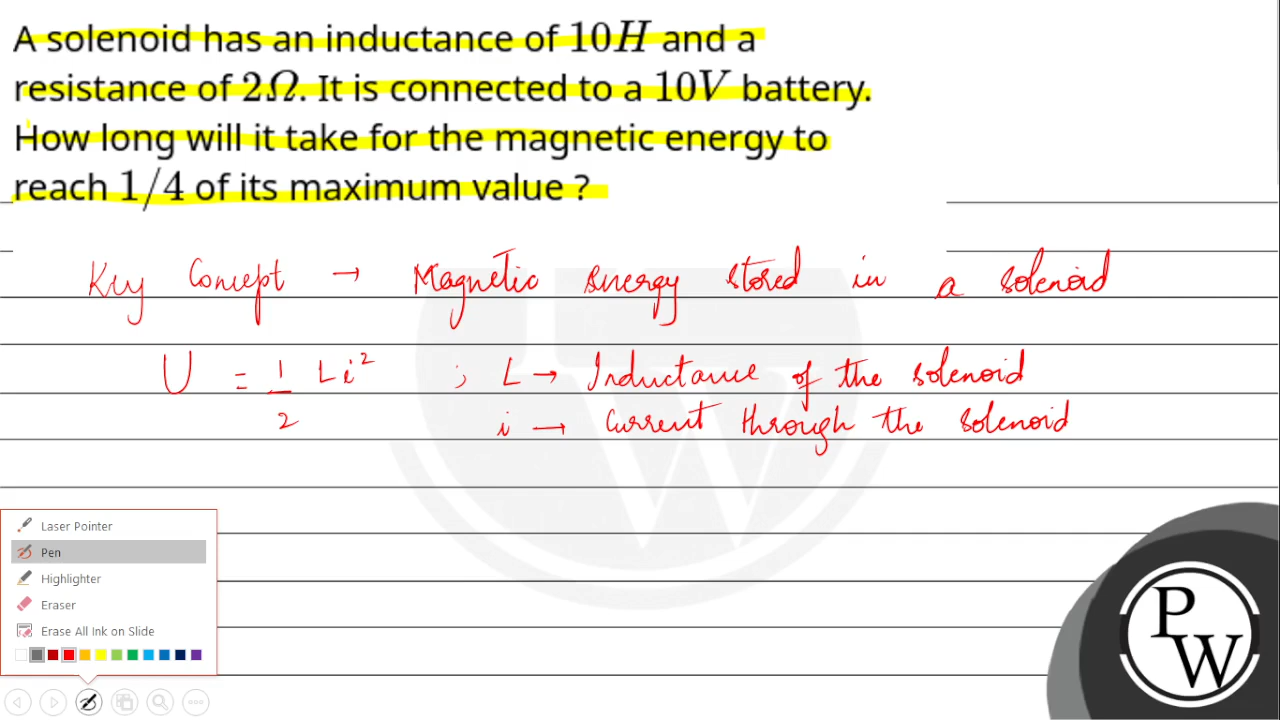 A solenoid has an inductance of 10H and a
resistance of 2Ω. It is connected to a 10V battery.
How long will it take for the magnetic energy to
reach 1/4 of its maximum value ?
Key Concept → Magnetic energy stored in a solenoid
U = 1/2 Li² ; L → Inductance of the solenoid
i → Current through the solenoid
Laser Pointer
Pen
Highlighter
Eraser
Erase All Ink on Slide
P
W